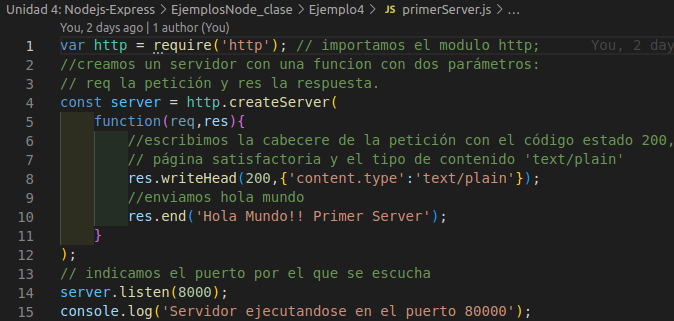 Unidad 4: Nodejs-Express > EjemplosNode_clase > Ejemplo4 > JS primerServer.js > ...
You, 2 days ago | 1 author (You)
1 var http = require('http'); // importamos el modulo http; You, 2 day
2 //creamos un servidor con una funcion con dos parámetros:
3 // req la petición y res la respuesta.
4 const server = http.createServer(
5 function(req,res){
6 //escribimos la cabecere de la petición con el código estado 200,
7 // página satisfactoria y el tipo de contenido 'text/plain'
8 res.writeHead(200,{'content.type':'text/plain'});
9 //enviamos hola mundo
10 res.end('Hola Mundo!! Primer Server');
11 }
12 );
13 // indicamos el puerto por el que se escucha
14 server.listen(8000);
15 console.log('Servidor ejecutandose en el puerto 80000');